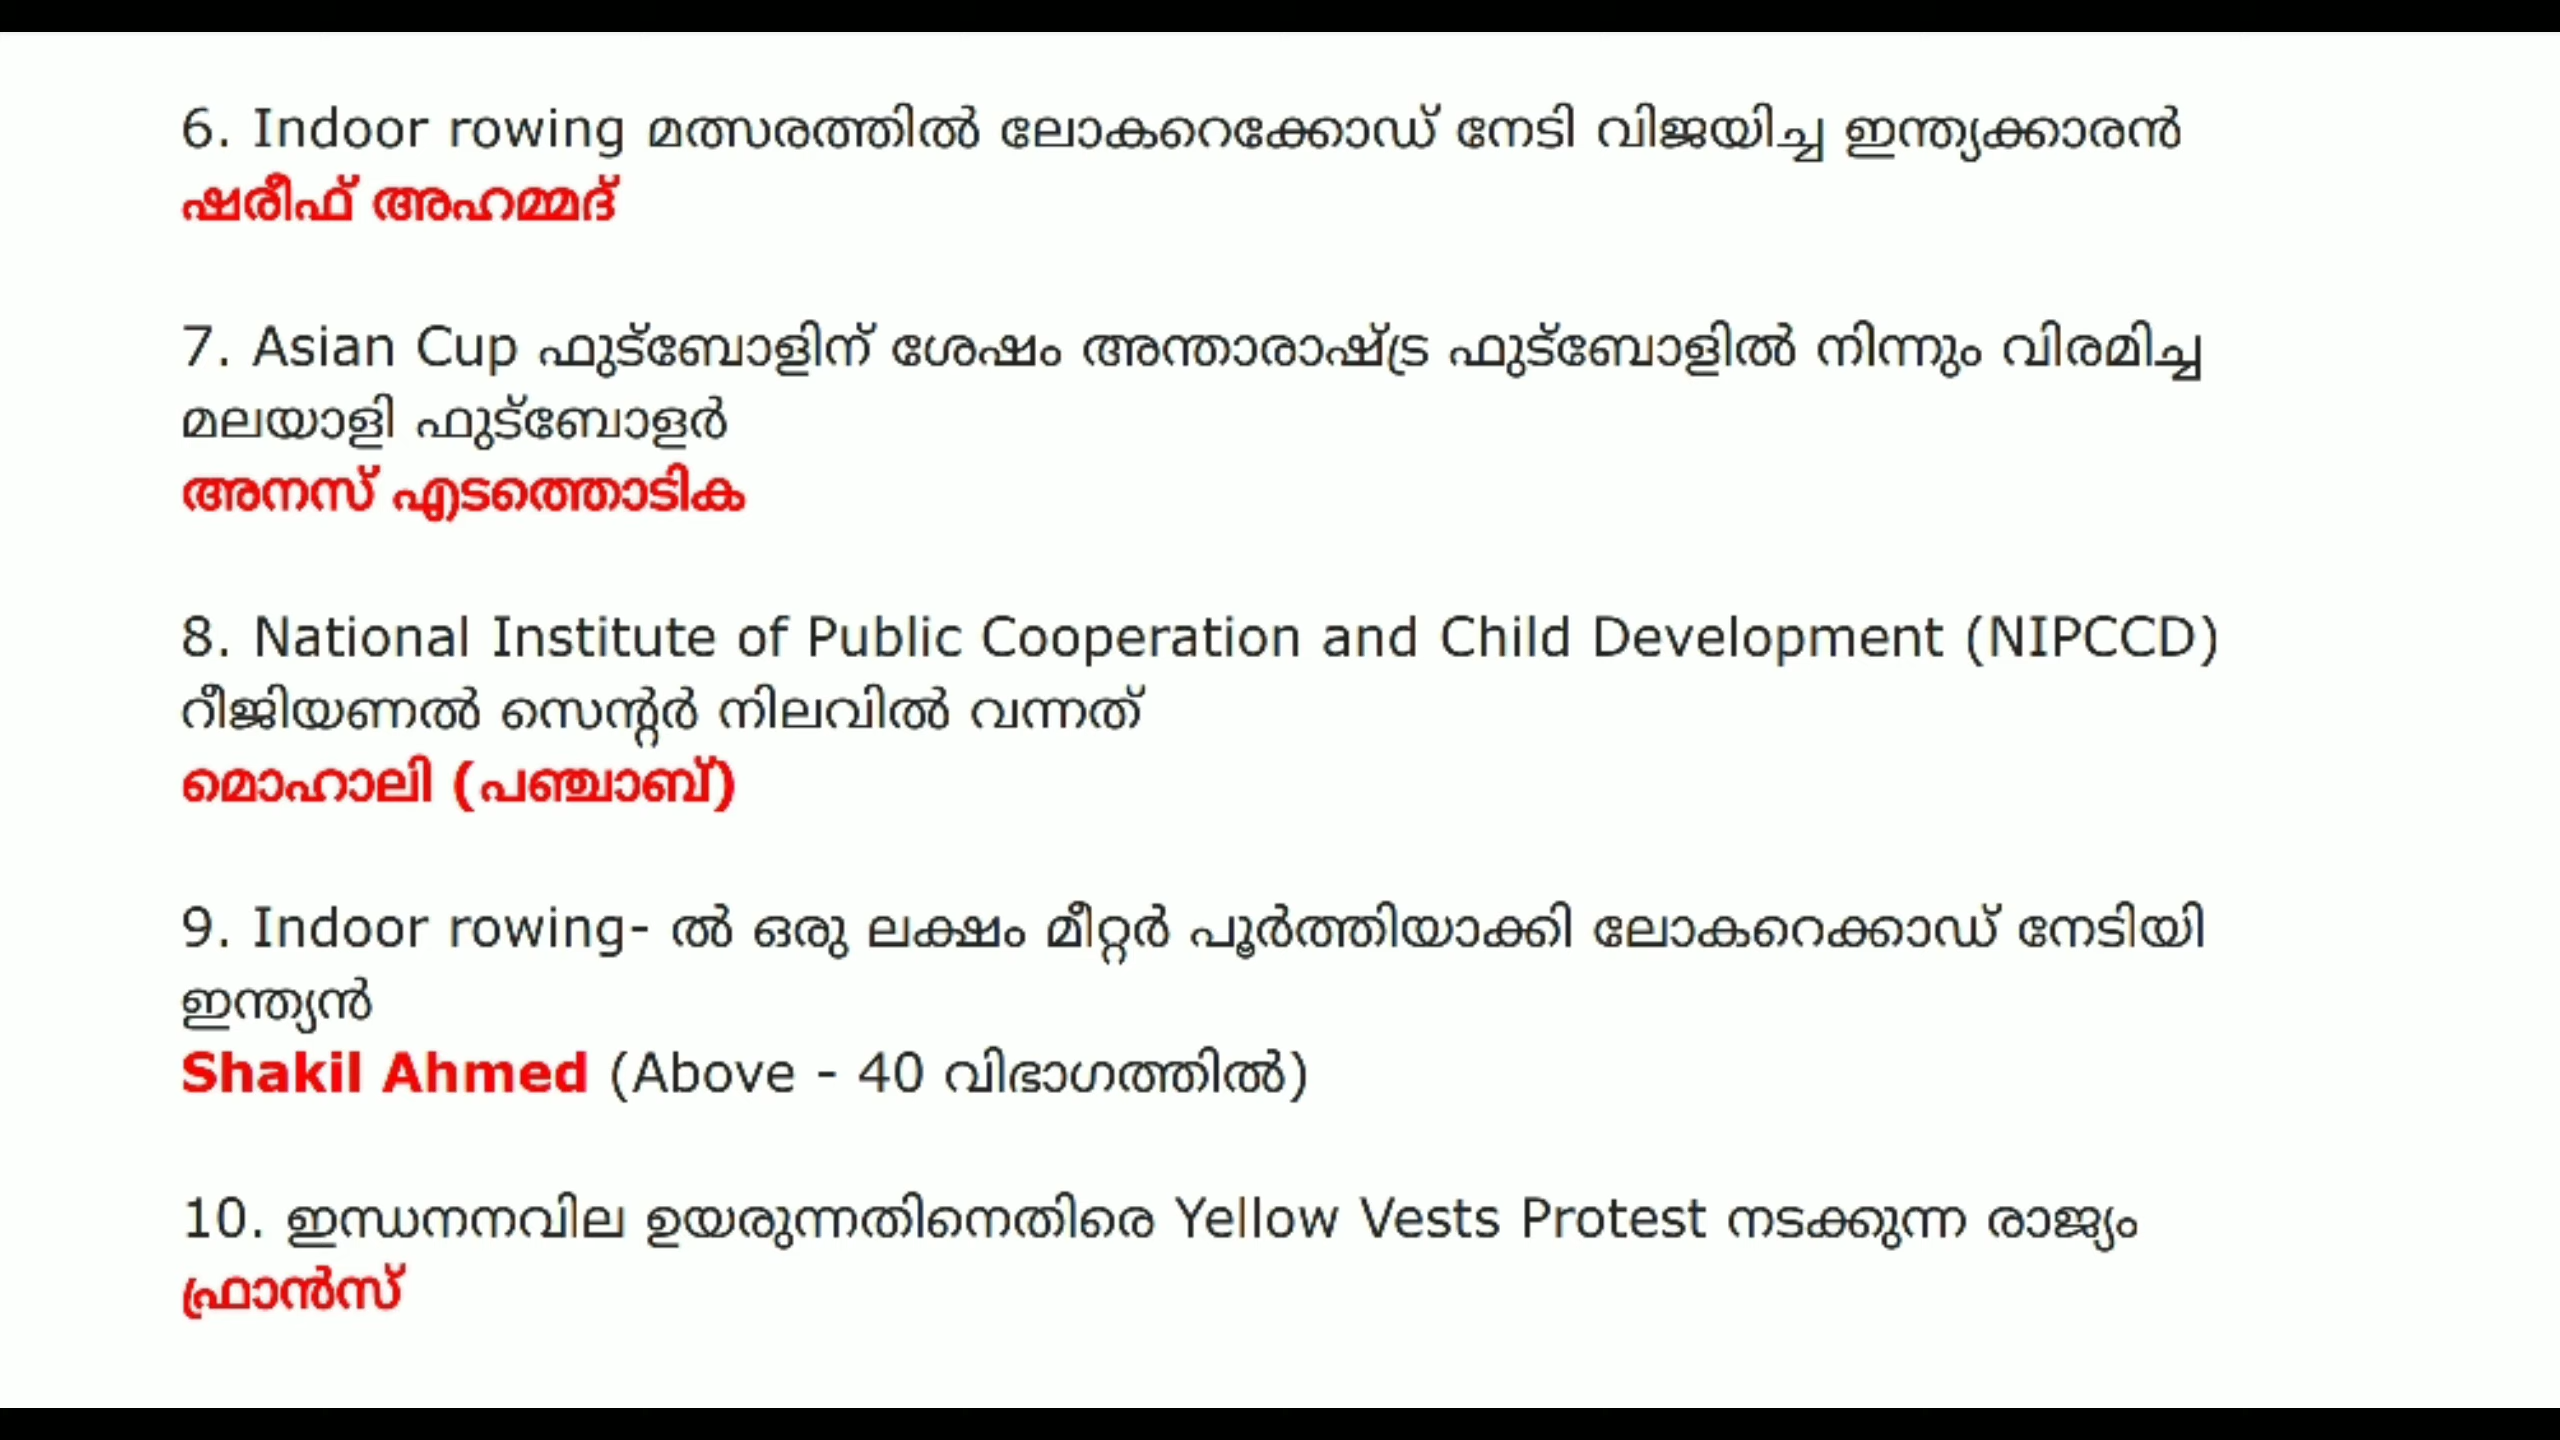 6. Indoor rowing മത്സരത്തിൽ ലോകറെക്കോഡ് നേടി വിജയിച്ച ഇന്ത്യക്കാരൻ
ഷരീഫ് അഹമ്മദ്
7. Asian Cup ഫുട്ബോളിന് ശേഷം അന്താരാഷ്ട്ര ഫുട്ബോളിൽ നിന്നും വിരമിച്ച
മലയാളി ഫുട്ബോളർ
അനസ് എടത്തൊടിക
8. National Institute of Public Cooperation and Child Development (NIPCCD)
റീജിയണൽ സെന്റർ നിലവിൽ വന്നത്
മൊഹാലി (പഞ്ചാബ്)
9. Indoor rowing- ൽ ഒരു ലക്ഷം മീറ്റർ പൂർത്തിയാക്കി ലോകറെക്കാഡ് നേടിയി
ഇന്ത്യൻ
Shakil Ahmed (Above - 40 വിഭാഗത്തിൽ)
10. ഇന്ധനനവില ഉയരുന്നതിനെതിരെ Yellow Vests Protest നടക്കുന്ന രാജ്യം
ഫ്രാൻസ്